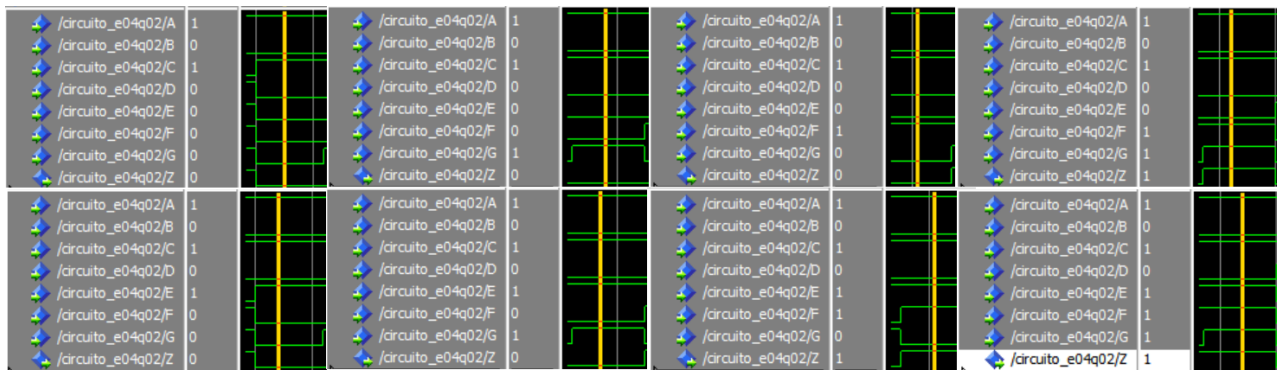 /circuito_e04q02/A 1
/circuito_e04q02/B 0
/circuito_e04q02/C 1
/circuito_e04q02/D 0
/circuito_e04q02/E 0
/circuito_e04q02/F 0
/circuito_e04q02/G 0
/circuito_e04q02/Z 0
/circuito_e04q02/A 1
/circuito_e04q02/B 0
/circuito_e04q02/C 1
/circuito_e04q02/D 0
/circuito_e04q02/E 0
/circuito_e04q02/F 0
/circuito_e04q02/G 1
/circuito_e04q02/Z 0
/circuito_e04q02/A 1
/circuito_e04q02/B 0
/circuito_e04q02/C 1
/circuito_e04q02/D 0
/circuito_e04q02/E 0
/circuito_e04q02/F 1
/circuito_e04q02/G 0
/circuito_e04q02/Z 0
/circuito_e04q02/A 1
/circuito_e04q02/B 0
/circuito_e04q02/C 1
/circuito_e04q02/D 0
/circuito_e04q02/E 0
/circuito_e04q02/F 1
/circuito_e04q02/G 1
/circuito_e04q02/Z 1
/circuito_e04q02/A 1
/circuito_e04q02/B 0
/circuito_e04q02/C 1
/circuito_e04q02/D 0
/circuito_e04q02/E 1
/circuito_e04q02/F 0
/circuito_e04q02/G 0
/circuito_e04q02/Z 0
/circuito_e04q02/A 1
/circuito_e04q02/B 0
/circuito_e04q02/C 1
/circuito_e04q02/D 0
/circuito_e04q02/E 1
/circuito_e04q02/F 0
/circuito_e04q02/G 1
/circuito_e04q02/Z 0
/circuito_e04q02/A 1
/circuito_e04q02/B 0
/circuito_e04q02/C 1
/circuito_e04q02/D 0
/circuito_e04q02/E 1
/circuito_e04q02/F 1
/circuito_e04q02/G 0
/circuito_e04q02/Z 1
/circuito_e04q02/A 1
/circuito_e04q02/B 0
/circuito_e04q02/C 1
/circuito_e04q02/D 0
/circuito_e04q02/E 1
/circuito_e04q02/F 1
/circuito_e04q02/G 1
/circuito_e04q02/Z 1